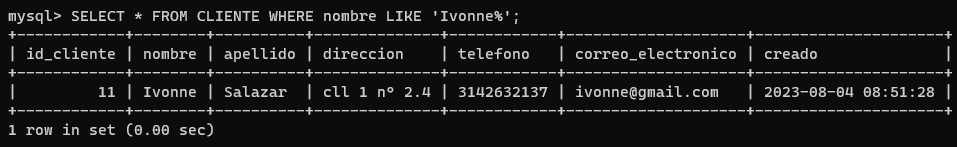 mysql> SELECT * FROM CLIENTE WHERE nombre LIKE 'Ivonne%';
+------------+--------+----------+-------------+------------+--------------------+---------------------+
| id_cliente | nombre | apellido | direccion   | telefono   | correo_electronico | creado              |
+------------+--------+----------+-------------+------------+--------------------+---------------------+
|         11 | Ivonne | Salazar  | cll 1 nº 2.4 | 3142632137 | ivonne@gmail.com   | 2023-08-04 08:51:28 |
+------------+--------+----------+-------------+------------+--------------------+---------------------+
1 row in set (0.00 sec)